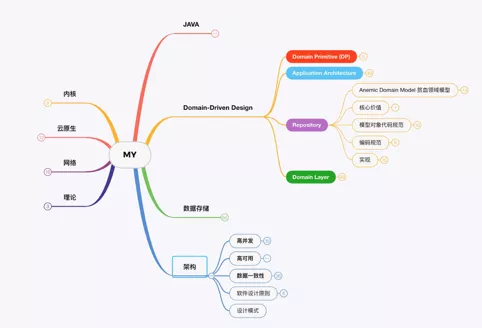 JAVA
Domain Primitive (DP)
Application Architecture
内核
Anemic Domain Model 贫血领域模型
Domain-Driven Design
核心价值
云原生
Repository
模型对象代码规范
编码规范
MY
实现
网络
Domain Layer
理论
数据存储
高并发
高可用
架构
数据一致性
软件设计原则
设计模式